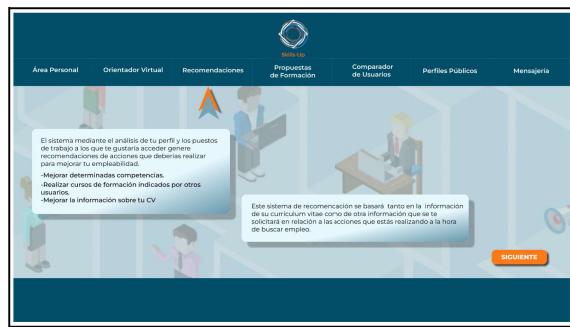 Skills-Up
Área Personal
Orientador Virtual
Recomendaciones
Propuestas
de Formación
Comparador
de Usuarios
Perfiles Públicos
Mensajería
El sistema mediante el análisis de tu perfil y los puestos
de trabajo a los que te gustaría acceder genere
recomendaciones de acciones que deberías realizar
para mejorar tu empleabilidad.
-Mejorar determinadas competencias.
-Realizar cursos de formación indicados por otros
usuarios.
-Mejorar la información sobre tu CV
Este sistema de recomencación se basará tanto en la información
de su curriculum vitae como de otra información que se te
solicitará en relación a las acciones que estás realizando a la hora
de buscar empleo.
SIGUIENTE